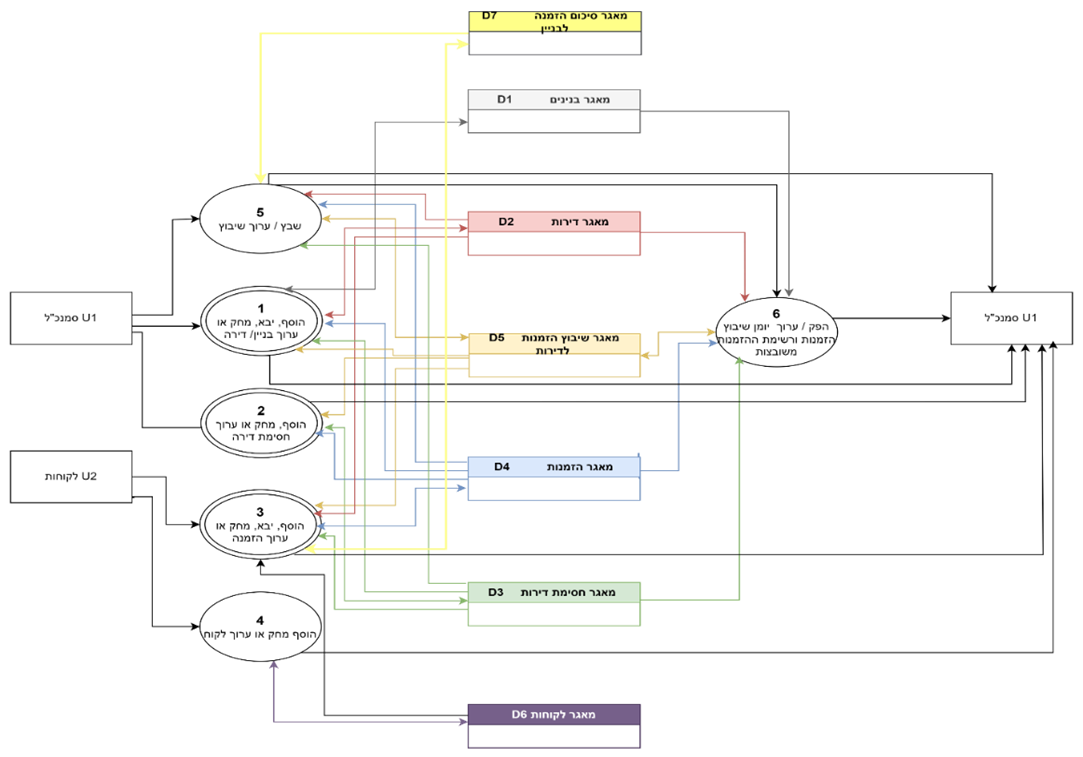 D7 מאגר סיכום הזמנה
לבניין
D1 מאגר בנינים
5
שבץ / ערוך שיבוץ
D2 מאגר דירות
U1 סמנכ"ל
1
הוסף, יבא, מחק או
ערוך בניין/ דירה
D5 מאגר שיבוץ הזמנות
לדירות
6
הפק / ערוך יומן שיבוץ
הזמנות ורשימת ההזמנות
משובצות
U1 סמנכ"ל
2
הוסף, מחק או ערוך
חסימת דירה
D4 מאגר הזמנות
U2 לקוחות
3
הוסף, יבא, מחק או
ערוך הזמנה
D3 מאגר חסימת דירות
4
הוסף מחק או ערוך לקוח
D6 מאגר לקוחות